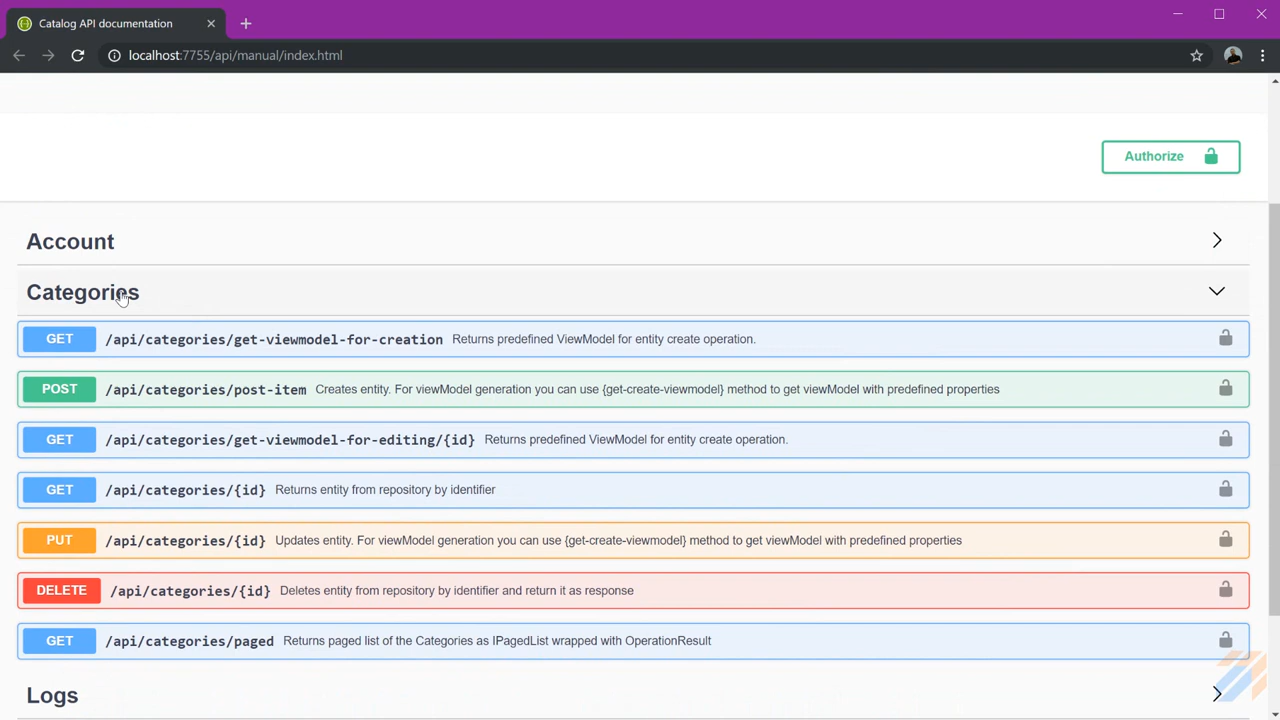 Catalog API documentation
localhost:7755/api/manual/index.html
Authorize
Account
Categories
GET /api/categories/get-viewmodel-for-creation Returns predefined ViewModel for entity create operation.
POST /api/categories/post-item Creates entity. For viewModel generation you can use {get-create-viewmodel} method to get viewModel with predefined properties
GET /api/categories/get-viewmodel-for-editing/{id} Returns predefined ViewModel for entity create operation.
GET /api/categories/{id} Returns entity from repository by identifier
PUT /api/categories/{id} Updates entity. For viewModel generation you can use {get-create-viewmodel} method to get viewModel with predefined properties
DELETE /api/categories/{id} Deletes entity from repository by identifier and return it as response
GET /api/categories/paged Returns paged list of the Categories as IPagedList wrapped with OperationResult
Logs